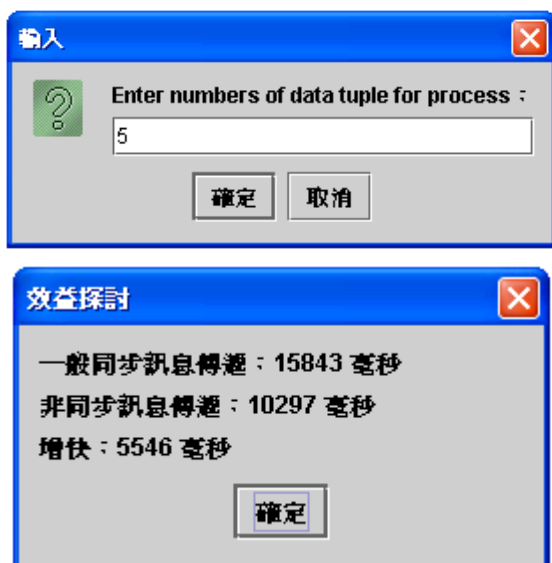 輸入
Enter numbers of data tuple for process：
5
確定 取消
效益探討
一般同步訊息傳遞：15843 毫秒
非同步訊息傳遞：10297 毫秒
增快：5546 毫秒
確定